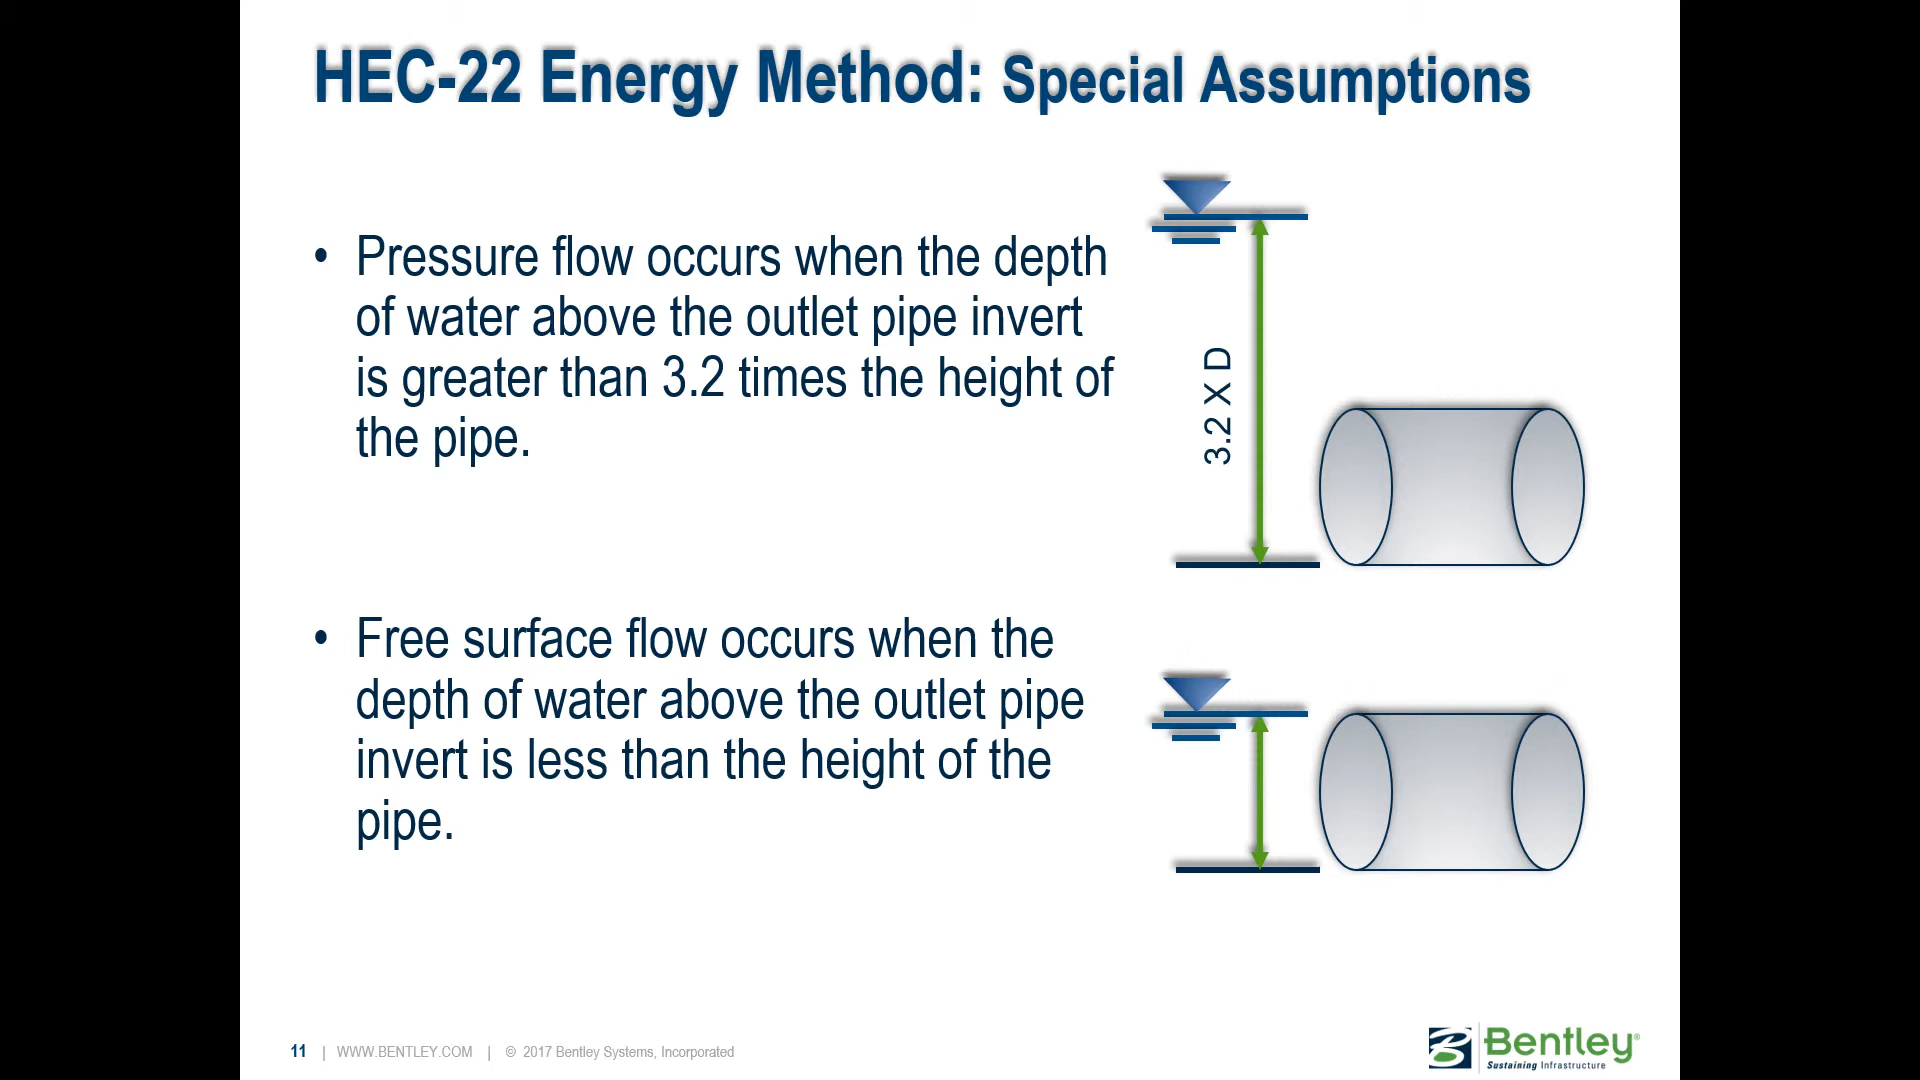 HEC-22 Energy Method: Special Assumptions
• Pressure flow occurs when the depth
of water above the outlet pipe invert
is greater than 3.2 times the height of
the pipe.
3.2 X D
• Free surface flow occurs when the
depth of water above the outlet pipe
invert is less than the height of the
pipe.
11 | WWW.BENTLEY.COM | © 2017 Bentley Systems, Incorporated
Bentley®
Sustaining Infrastructure